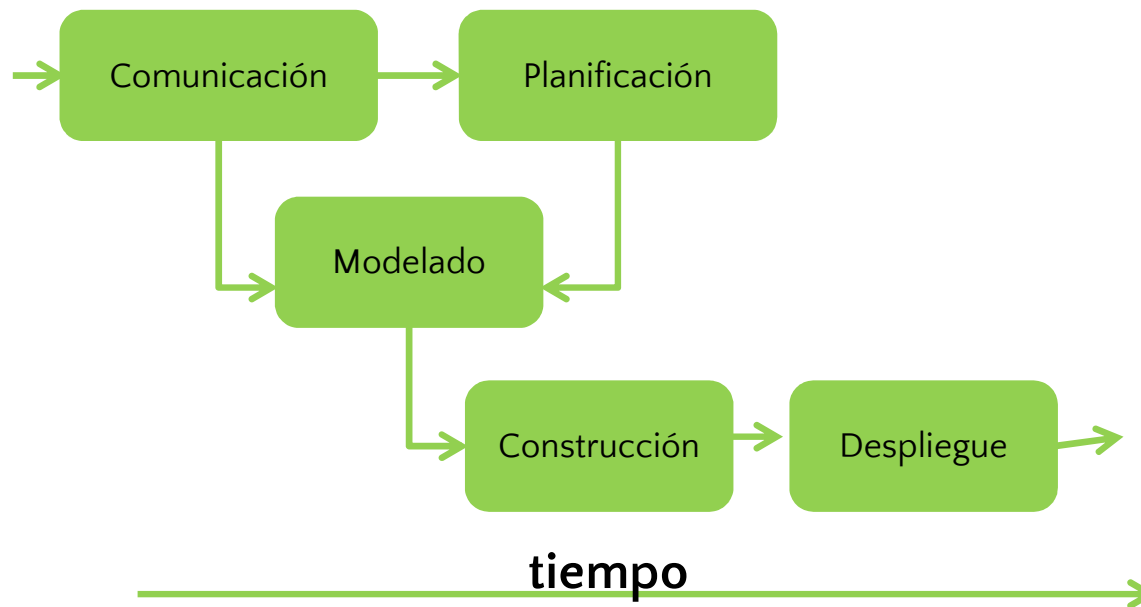 Comunicación
Planificación
Modelado
Construcción
Despliegue
tiempo